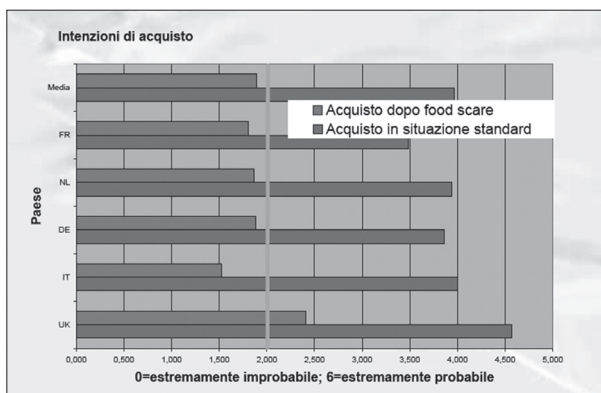 Intenzioni di acquisto
Media
FR
NL
DE
IT
UK
Paese
Acquisto dopo food scare
Acquisto in situazione standard
0,000 0,500 1,000 1,500 2,000 2,500 3,000 3,500 4,000 4,500 5,000
0=estremamente improbabile; 6=estremamente probabile